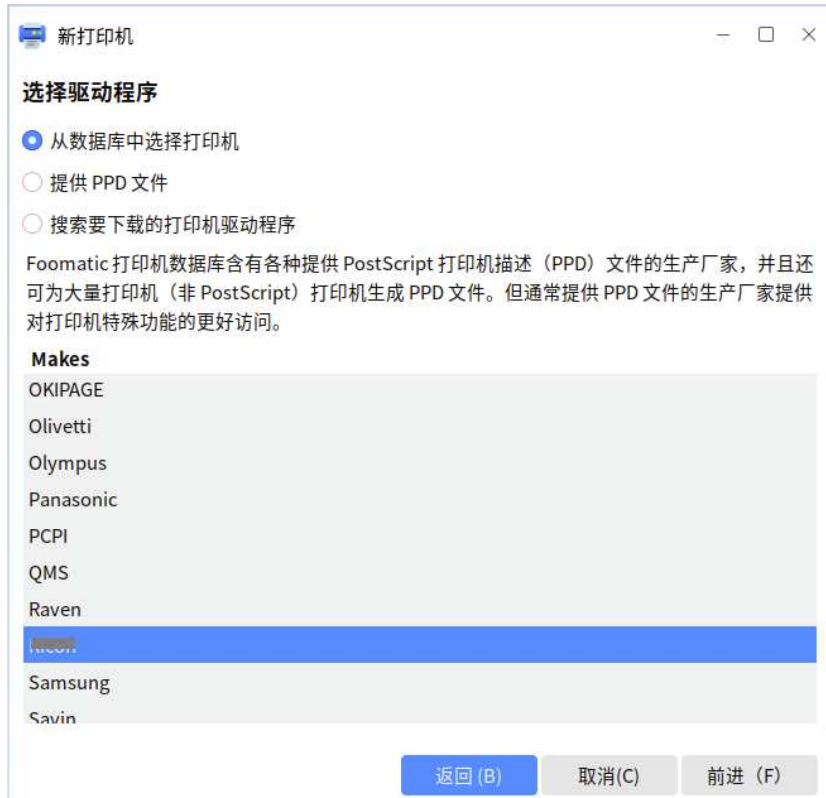 新打印机
选择驱动程序
从数据库中选择打印机
提供 PPD 文件
搜索要下载的打印机驱动程序
Foomatic 打印机数据库含有各种提供 PostScript 打印机描述（PPD）文件的生产厂家，并且还
可为大量打印机（非 PostScript）打印机生成 PPD 文件。但通常提供 PPD 文件的生产厂家提供
对打印机特殊功能的更好访问。
Makes
OKIPAGE
Olivetti
Olympus
Panasonic
PCPI
QMS
Raven
Samsung
Savin
返回 (B) 取消(C) 前进（F）